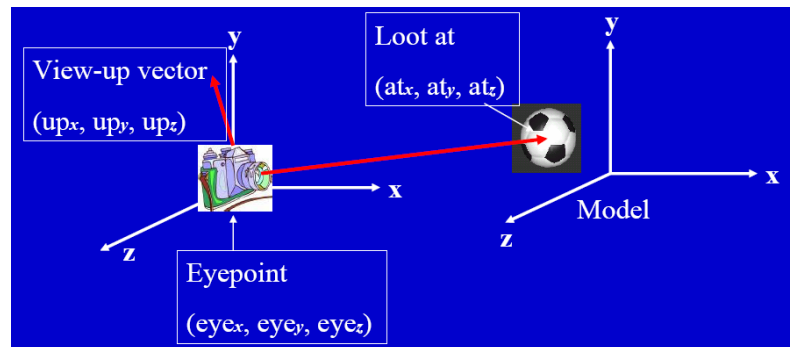 View-up vector
(upx, upy, upz)
y
x
z
Eyepoint
(eyex, eyey, eyez)
Loot at
(atx, aty, atz)
y
x
z
Model